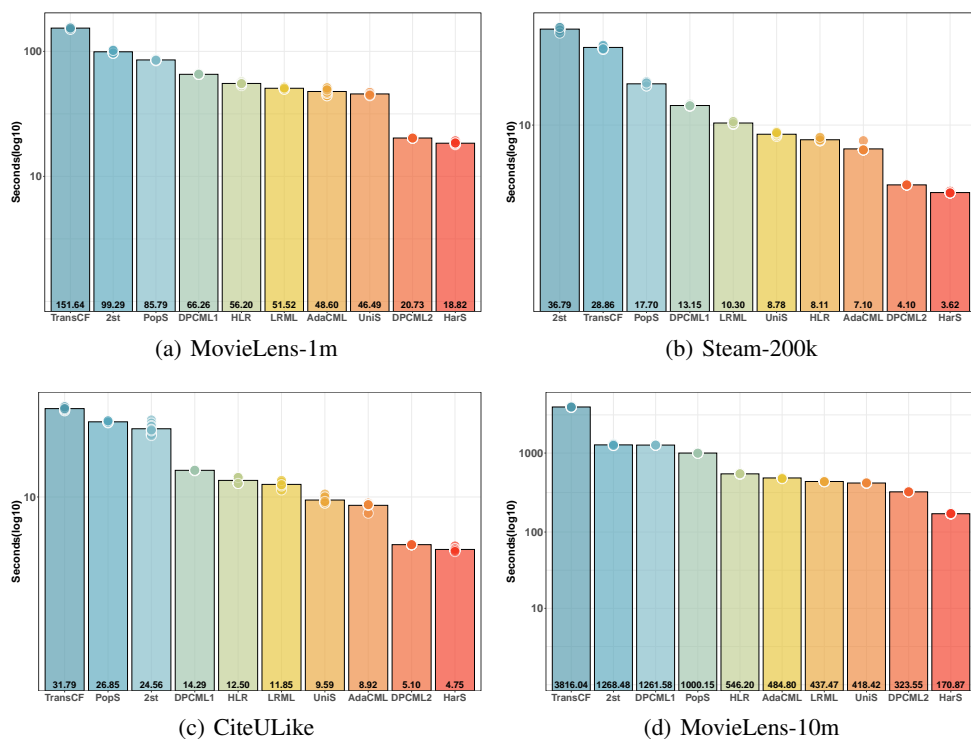 100
10
Seconds(log10)
151.64 99.29 85.79 66.26 56.20 51.52 48.60 46.49 20.73 18.82
TransCF 2st PopS DPCML1 HLR LRML AdaCML UniS DPCML2 HarS
(a) MovieLens-1m
10
Seconds(log10)
36.79 28.86 17.70 13.15 10.30 8.78 8.11 7.10 4.10 3.62
2st TransCF PopS DPCML1 LRML UniS HLR AdaCML DPCML2 HarS
(b) Steam-200k
10
Seconds(log10)
31.79 26.85 24.56 14.29 12.50 11.85 9.59 8.92 5.10 4.75
TransCF PopS 2st DPCML1 HLR LRML UniS AdaCML DPCML2 HarS
(c) CiteULike
1000
100
10
Seconds(log10)
3816.04 1268.48 1261.58 1000.15 546.20 484.80 437.47 418.42 323.55 170.87
TransCF 2st DPCML1 PopS HLR AdaCML LRML UniS DPCML2 HarS
(d) MovieLens-10m